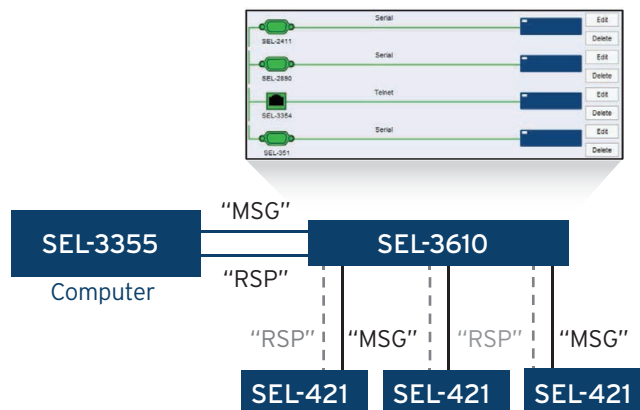 Serial
Edit
SEL-2411
Delete
Serial
Edit
SEL-2890
Delete
Telnet
Edit
SEL-3354
Delete
Serial
Edit
SEL-351
Delete
“MSG”
SEL-3355
SEL-3610
Computer
“RSP”
“RSP” “MSG” “RSP” “MSG”
SEL-421 SEL-421 SEL-421